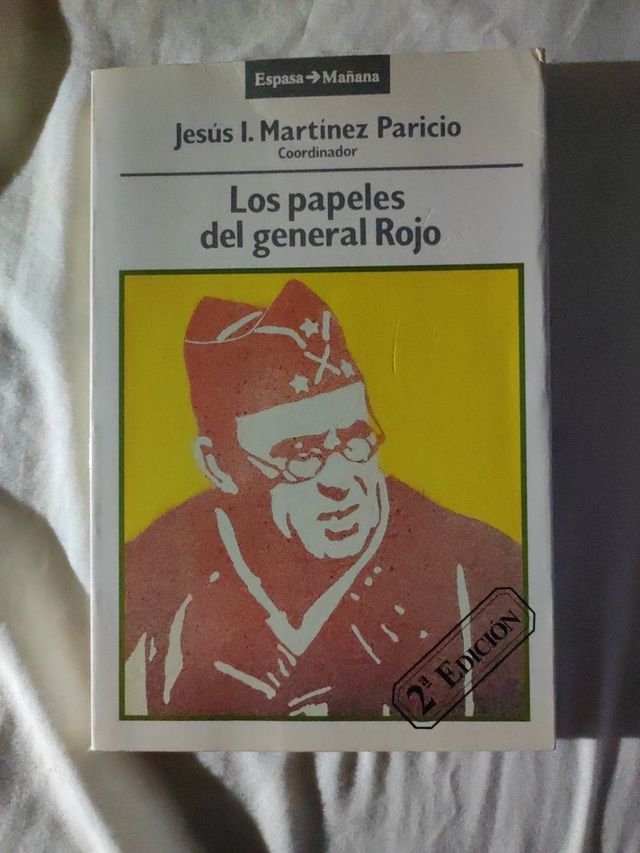 Espasa→Mañana
Jesús I. Martínez Paricio
Coordinador
Los papeles
del general Rojo
2ª EDICIÓN